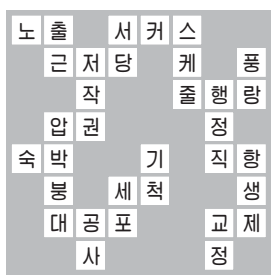 노 출 서 커 스
근 저 당 케 풍
작 줄 행 랑
압 권 정
숙 박 기 직 항
붕 세 척 생
대 공 포 교 제
사 정